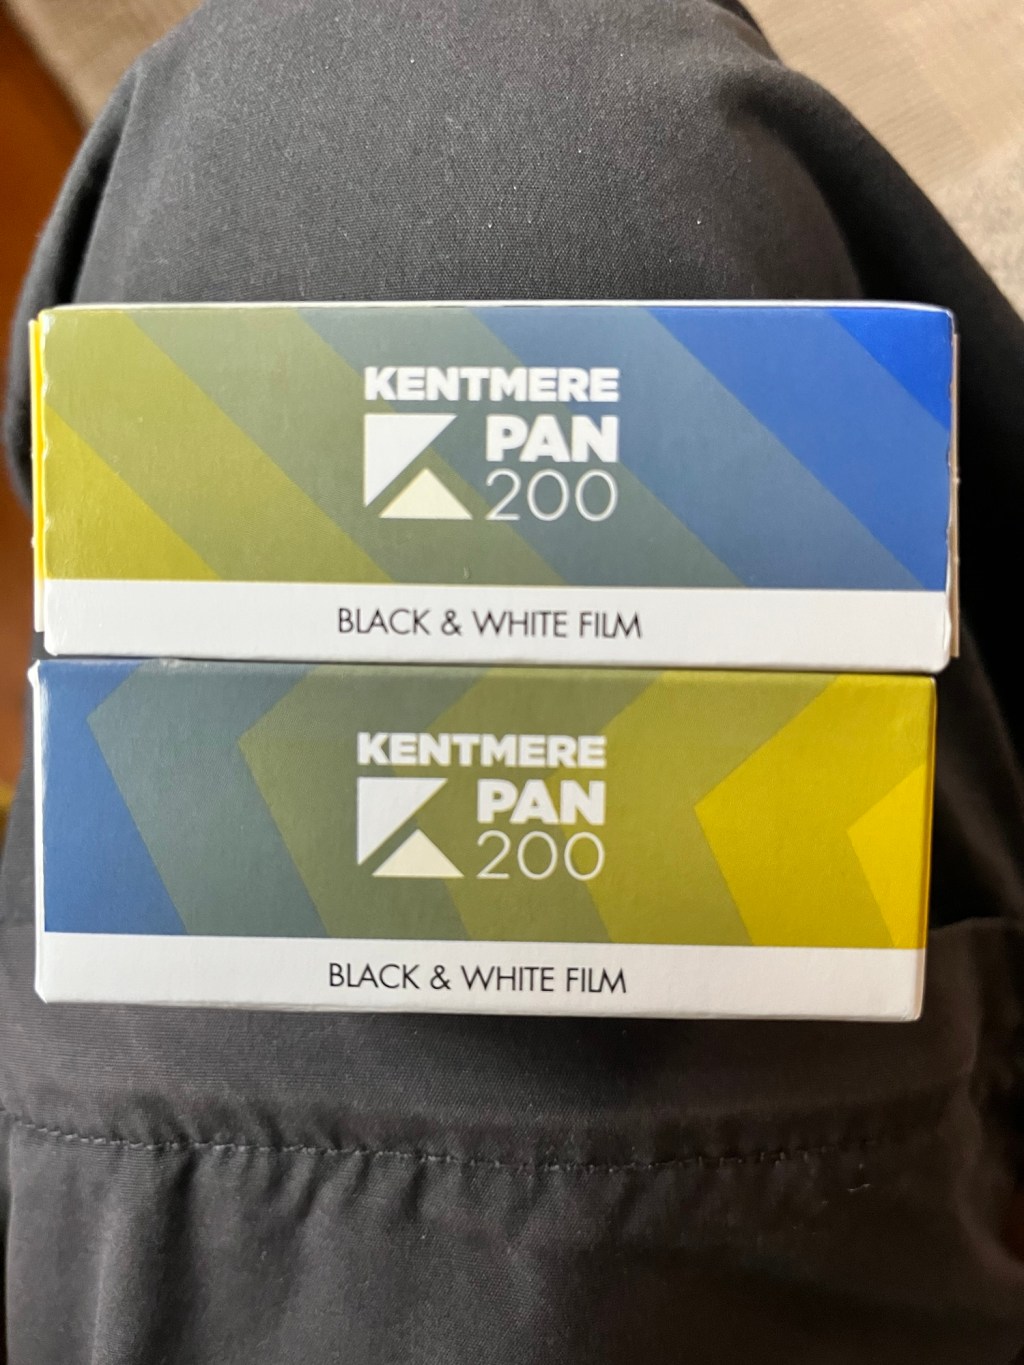 KENTMERE
PAN
200
BLACK & WHITE FILM
KENTMERE
PAN
200
BLACK & WHITE FILM